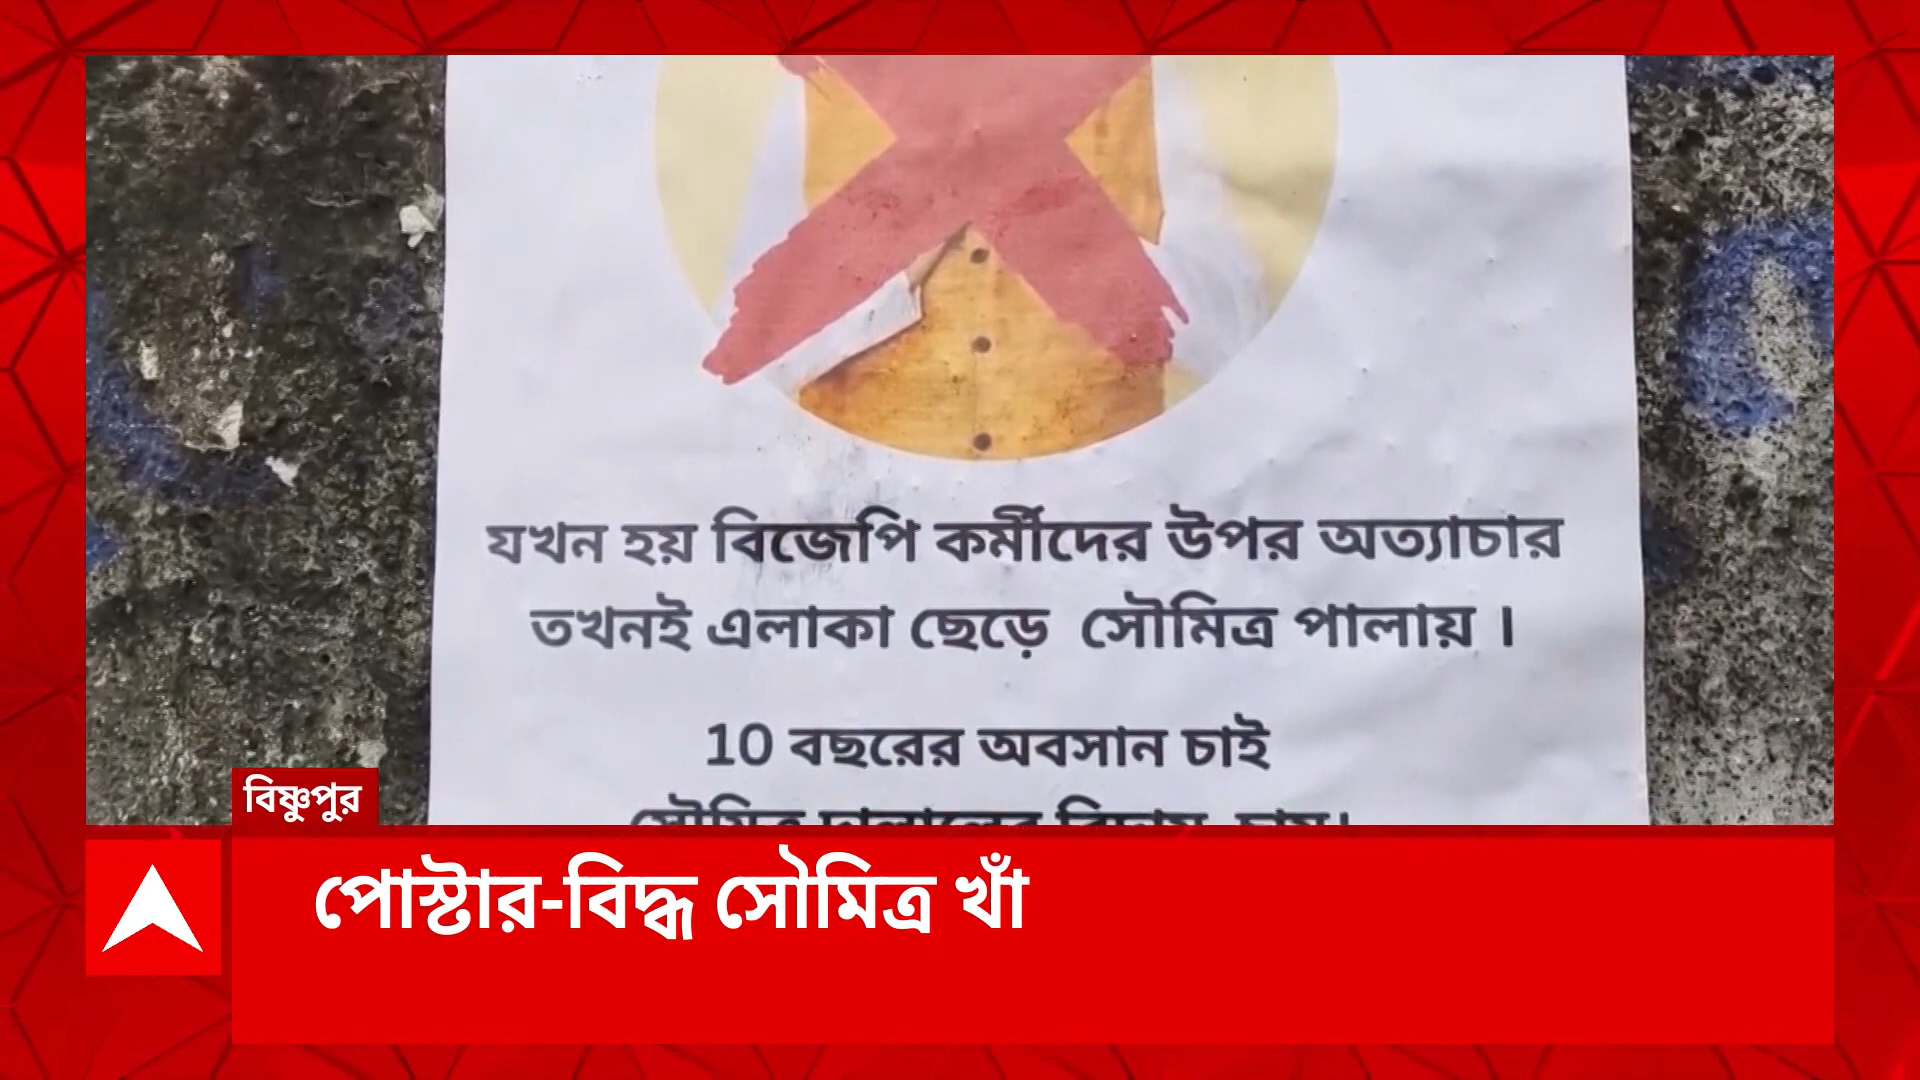 যখন হয় বিজেপি কর্মীদের উপর অত্যাচার
তখনই এলাকা ছেড়ে সৌমিত্র পালায় ।
10 বছরের অবসান চাই
বিষ্ণুপুর
পোস্টার-বিদ্ধ সৌমিত্র খাঁ